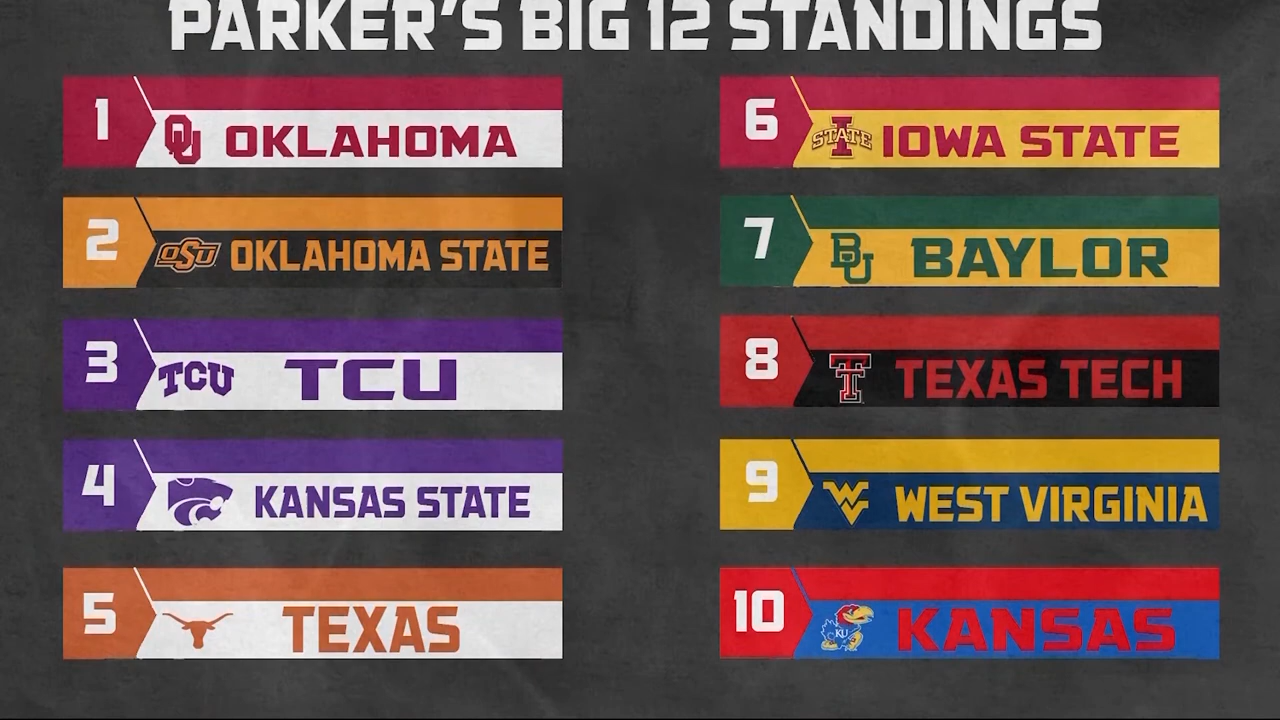 PARKER'S BIG 12 STANDINGS
1 OU OKLAHOMA
2 OSU OKLAHOMA STATE
3 TCU TCU
4 KANSAS STATE
5 TEXAS
6 STATE I IOWA STATE
7 BU BAYLOR
8 TT TEXAS TECH
9 WV WEST VIRGINIA
10 KU KANSAS